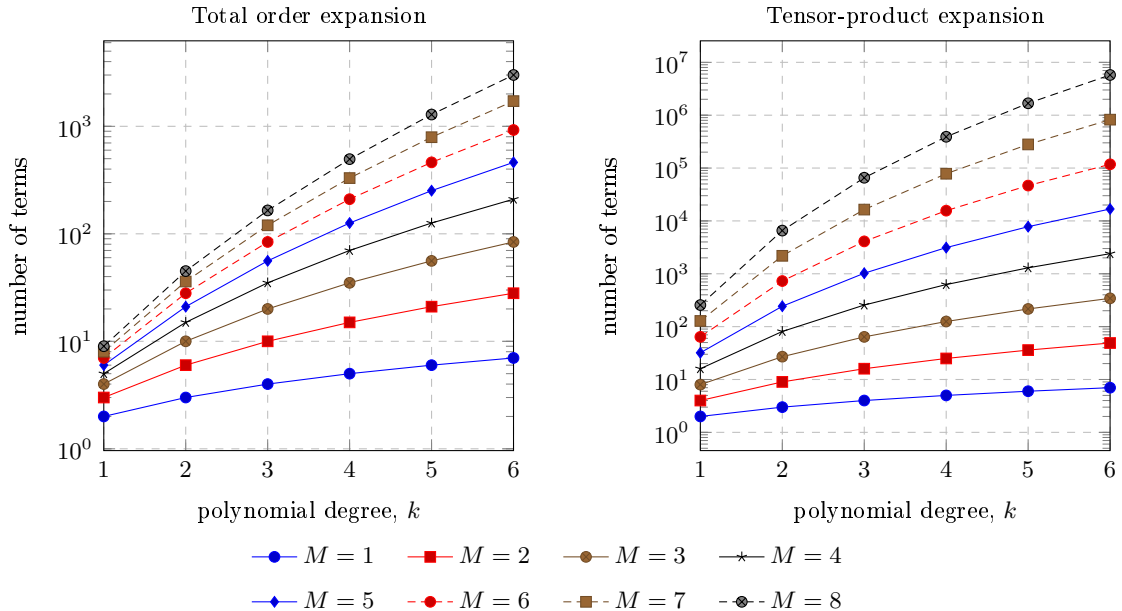 Total order expansion
number of terms
10^3
10^2
10^1
10^0
1 2 3 4 5 6
polynomial degree, k
Tensor-product expansion
number of terms
10^7
10^6
10^5
10^4
10^3
10^2
10^1
10^0
1 2 3 4 5 6
polynomial degree, k
M = 1 M = 2 M = 3 M = 4
M = 5 M = 6 M = 7 M = 8